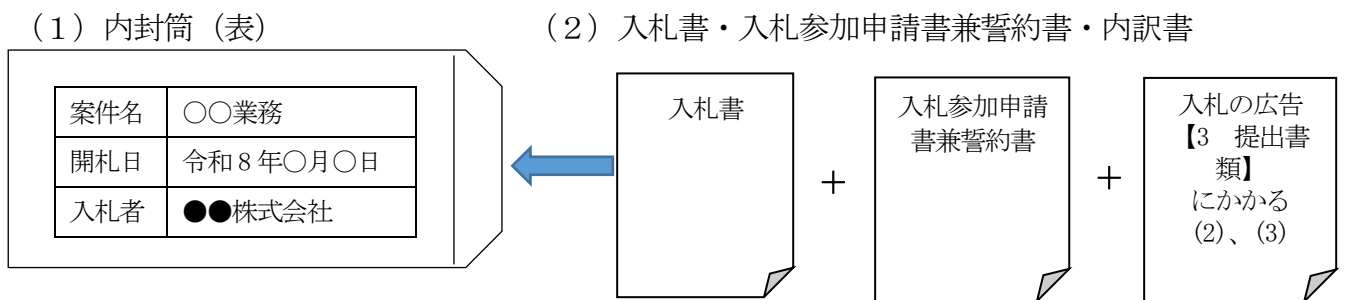 (1)内封筒(表)
(2)入札書・入札参加申請書兼誓約書・内訳書
案件名 ○○業務
開札日 令和8年○月○日
入札者 ●●株式会社
入札書
+
入札参加申請
書兼誓約書
+
入札の広告
【3 提出書
類】
にかかる
(2)、(3)